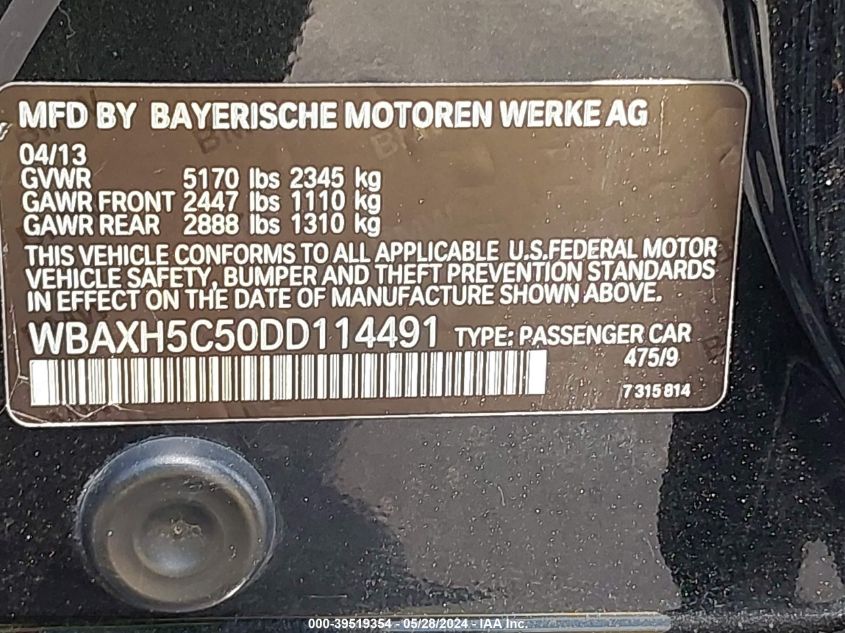 MFD BY BAYERISCHE MOTOREN WERKE AG
04/13
GVWR 5170 lbs 2345 kg
GAWR FRONT 2447 lbs 1110 kg
GAWR REAR 2888 lbs 1310 kg
THIS VEHICLE CONFORMS TO ALL APPLICABLE U.S.FEDERAL MOTOR
VEHICLE SAFETY, BUMPER AND THEFT PREVENTION STANDARDS
IN EFFECT ON THE DATE OF MANUFACTURE SHOWN ABOVE.
WBAXH5C50DD114491 TYPE: PASSENGER CAR
475/9
7 315 814
000-39519354 - 05/28/2024 - IAA Inc.